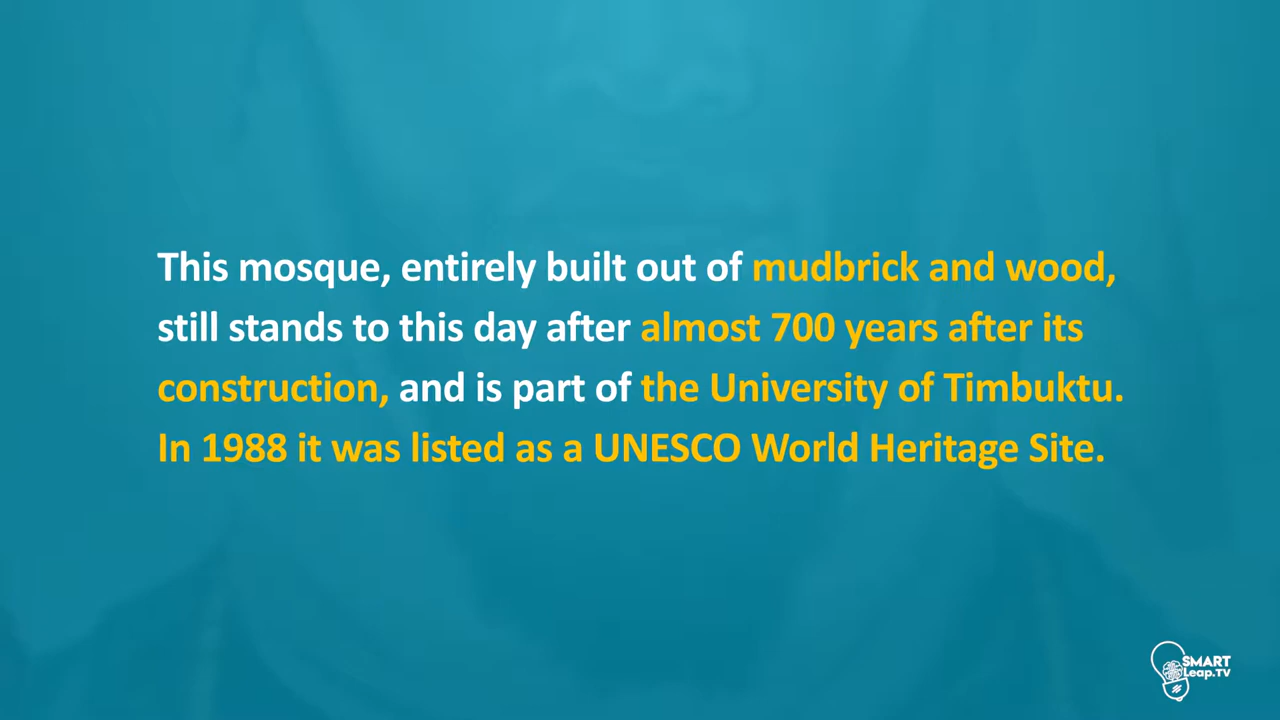 This mosque, entirely built out of mudbrick and wood,
still stands to this day after almost 700 years after its
construction, and is part of the University of Timbuktu.
In 1988 it was listed as a UNESCO World Heritage Site.
SMART
Leap.TV